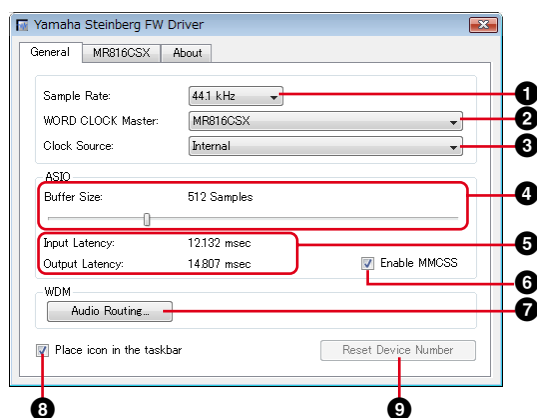 Yamaha Steinberg FW Driver
General MR816CSX About
Sample Rate: 44.1 kHz 1
WORD CLOCK Master: MR816CSX 2
Clock Source: Internal 3
ASIO
Buffer Size: 512 Samples 4
Input Latency: 12.132 msec 5
Output Latency: 14.807 msec Enable MMCSS
6
WDM
Audio Routing... 7
Place icon in the taskbar Reset Device Number
8 9